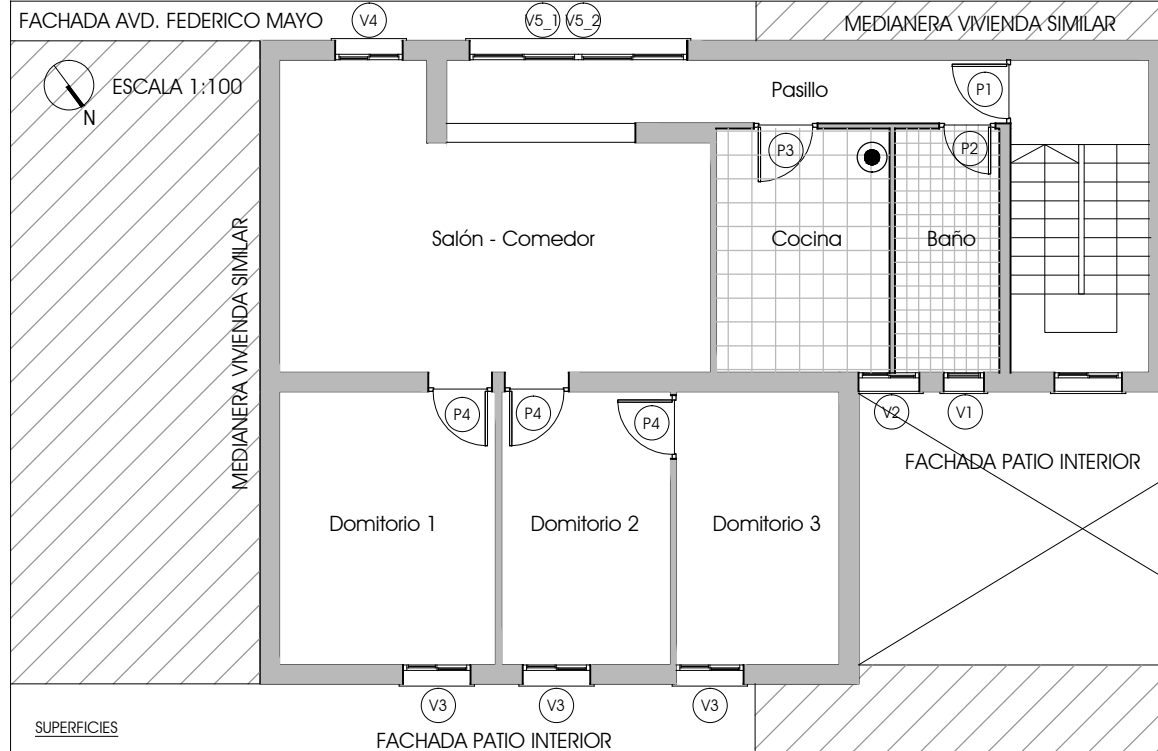 FACHADA AVD. FEDERICO MAYO
V4
V5_1
V5_2
MEDIANERA VIVIENDA SIMILAR
ESCALA 1:100
N
Pasillo
P1
P3
P2
MEDIANERA VIVIENDA SIMILAR
Salón - Comedor
Cocina
Baño
P4
P4
P4
V2
V1
FACHADA PATIO INTERIOR
Domitorio 1
Domitorio 2
Domitorio 3
V3
V3
V3
SUPERFICIES
FACHADA PATIO INTERIOR